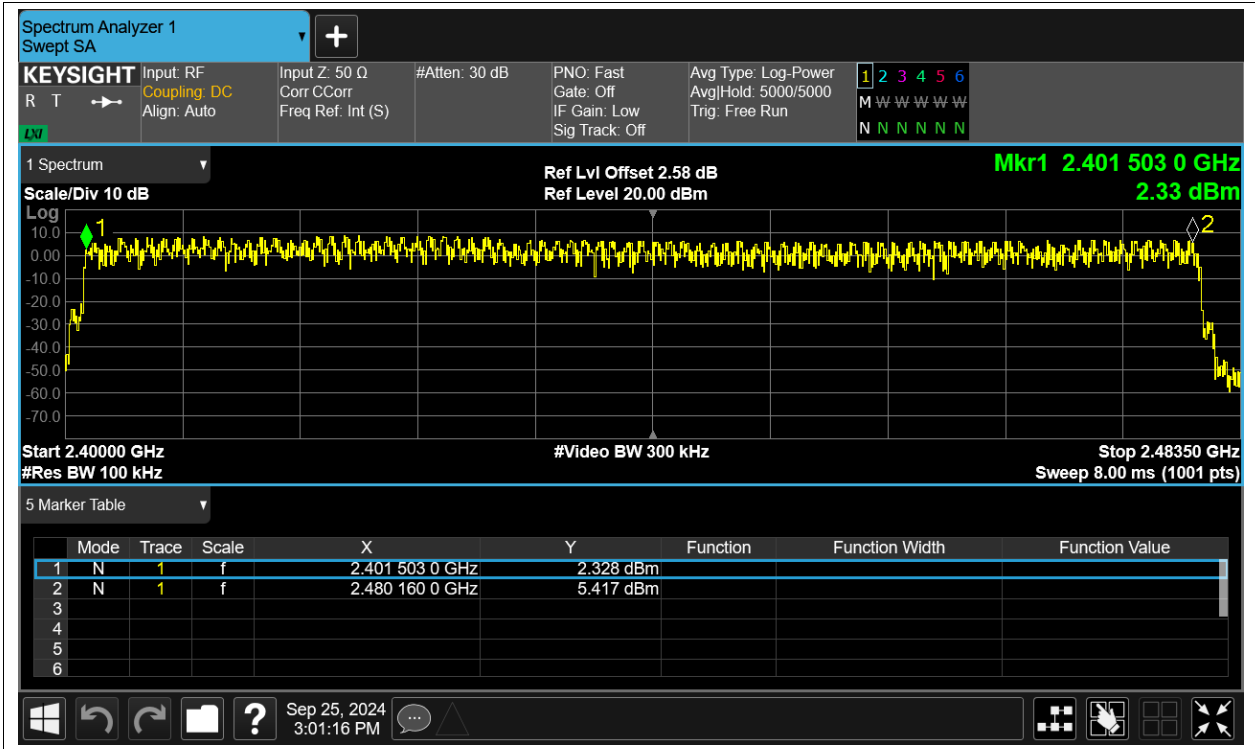 Spectrum Analyzer 1
Swept SA
+
KEYSIGHT
R T
LXI
Input: RF
Coupling: DC
Align: Auto
Input Z: 50 Ω
Corr CCorr
Freq Ref: Int (S)
#Atten: 30 dB
PNO: Fast
Gate: Off
IF Gain: Low
Sig Track: Off
Avg Type: Log-Power
Avg|Hold: 5000/5000
Trig: Free Run
1 2 3 4 5 6
M W W W W W
N N N N N N
1 Spectrum
Scale/Div 10 dB
Ref Lvl Offset 2.58 dB
Ref Level 20.00 dBm
Mkr1 2.401 503 0 GHz
2.33 dBm
Log
10.0
0.00
-10.0
-20.0
-30.0
-40.0
-50.0
-60.0
-70.0
1
2
Start 2.40000 GHz
#Video BW 300 kHz
Stop 2.48350 GHz
#Res BW 100 kHz
Sweep 8.00 ms (1001 pts)
5 Marker Table
Mode Trace Scale X Y Function Function Width Function Value
1 N 1 f 2.401 503 0 GHz 2.328 dBm
2 N 1 f 2.480 160 0 GHz 5.417 dBm
3
4
5
6
?
Sep 25, 2024
3:01:16 PM